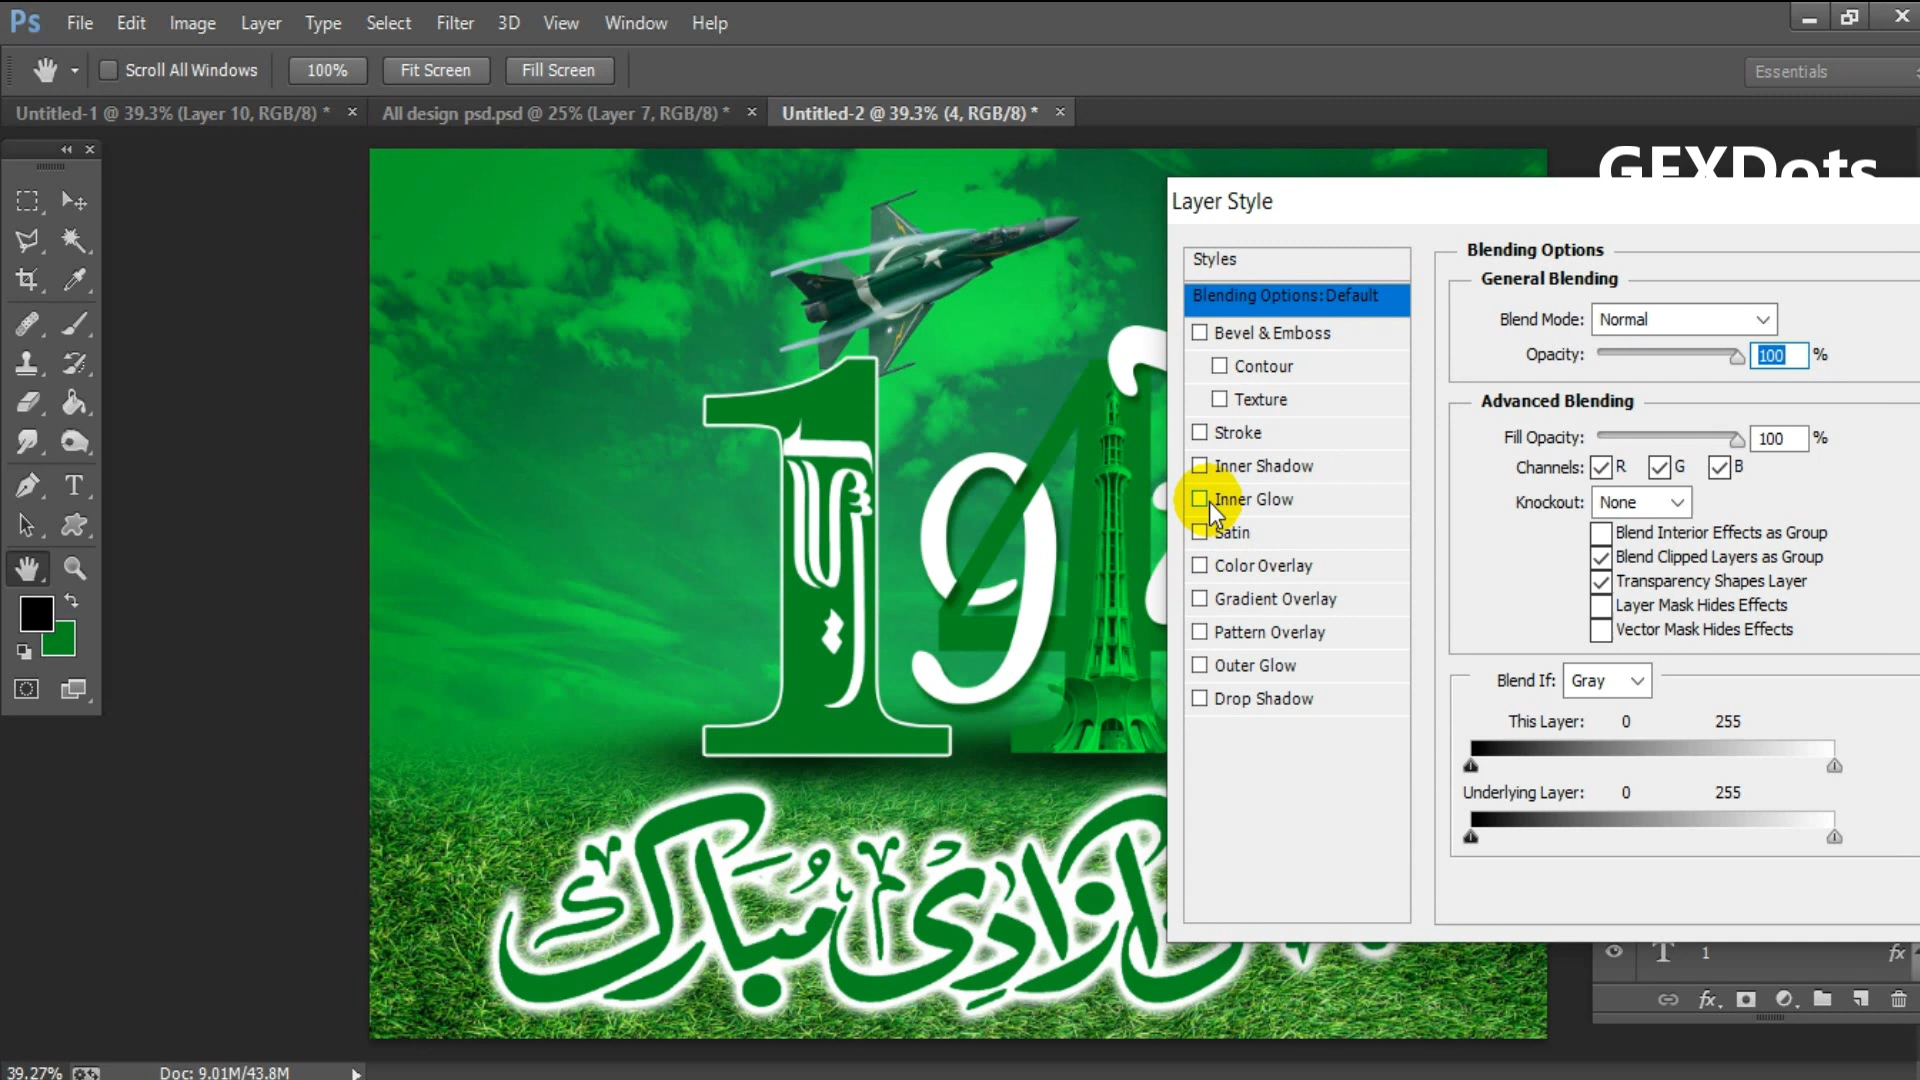 Ps File Edit Image Layer Type Select Filter 3D View Window Help
Scroll All Windows 100% Fit Screen Fill Screen Essentials
Untitled-1 @ 39.3% (Layer 10, RGB/8) * × All design psd.psd @ 25% (Layer 7, RGB/8) * × Untitled-2 @ 39.3% (4, RGB/8) * ×
GFXDots
Layer Style
Styles
Blending Options:Default
Bevel & Emboss
Contour
Texture
Stroke
Inner Shadow
Inner Glow
Satin
Color Overlay
Gradient Overlay
Pattern Overlay
Outer Glow
Drop Shadow
Blending Options
General Blending
Blend Mode: Normal
Opacity: 100 %
Advanced Blending
Fill Opacity: 100 %
Channels: R G B
Knockout: None
Blend Interior Effects as Group
Blend Clipped Layers as Group
Transparency Shapes Layer
Layer Mask Hides Effects
Vector Mask Hides Effects
Blend If: Gray
This Layer: 0 255
Underlying Layer: 0 255
194
آزادی مُبارک
T 1 fx
39.27% Doc: 9.01M/43.8M